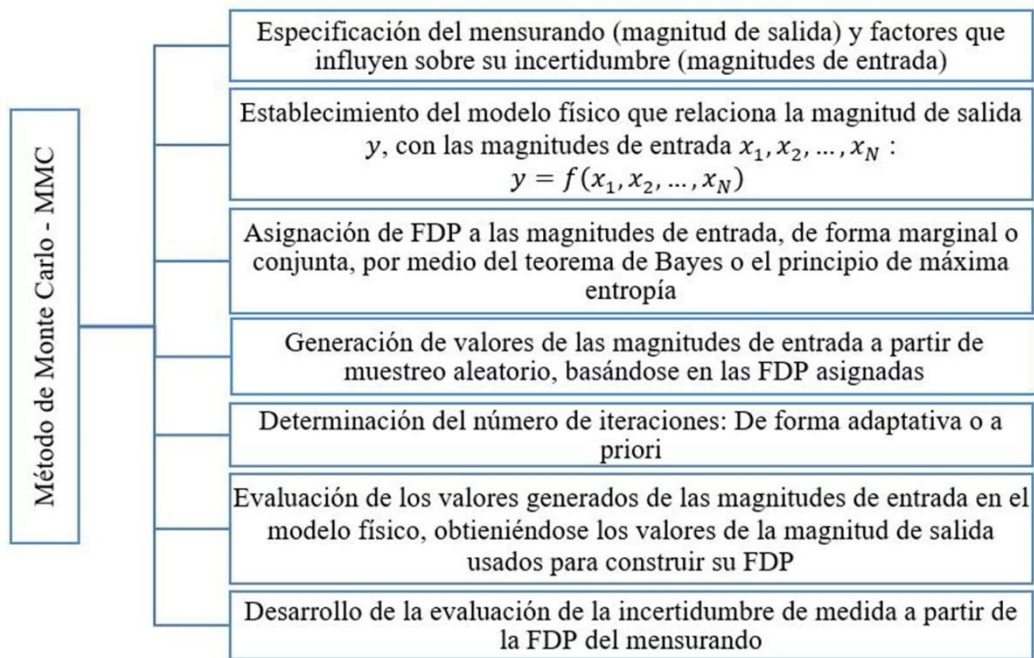 Método de Monte Carlo - MMC
Especificación del mensurando (magnitud de salida) y factores que
influyen sobre su incertidumbre (magnitudes de entrada)
Establecimiento del modelo físico que relaciona la magnitud de salida
y, con las magnitudes de entrada x₁, x₂, ..., x_N :
y = f(x₁, x₂, ..., x_N)
Asignación de FDP a las magnitudes de entrada, de forma marginal o
conjunta, por medio del teorema de Bayes o el principio de máxima
entropía
Generación de valores de las magnitudes de entrada a partir de
muestreo aleatorio, basándose en las FDP asignadas
Determinación del número de iteraciones: De forma adaptativa o a
priori
Evaluación de los valores generados de las magnitudes de entrada en el
modelo físico, obtieniéndose los valores de la magnitud de salida
usados para construir su FDP
Desarrollo de la evaluación de la incertidumbre de medida a partir de
la FDP del mensurando